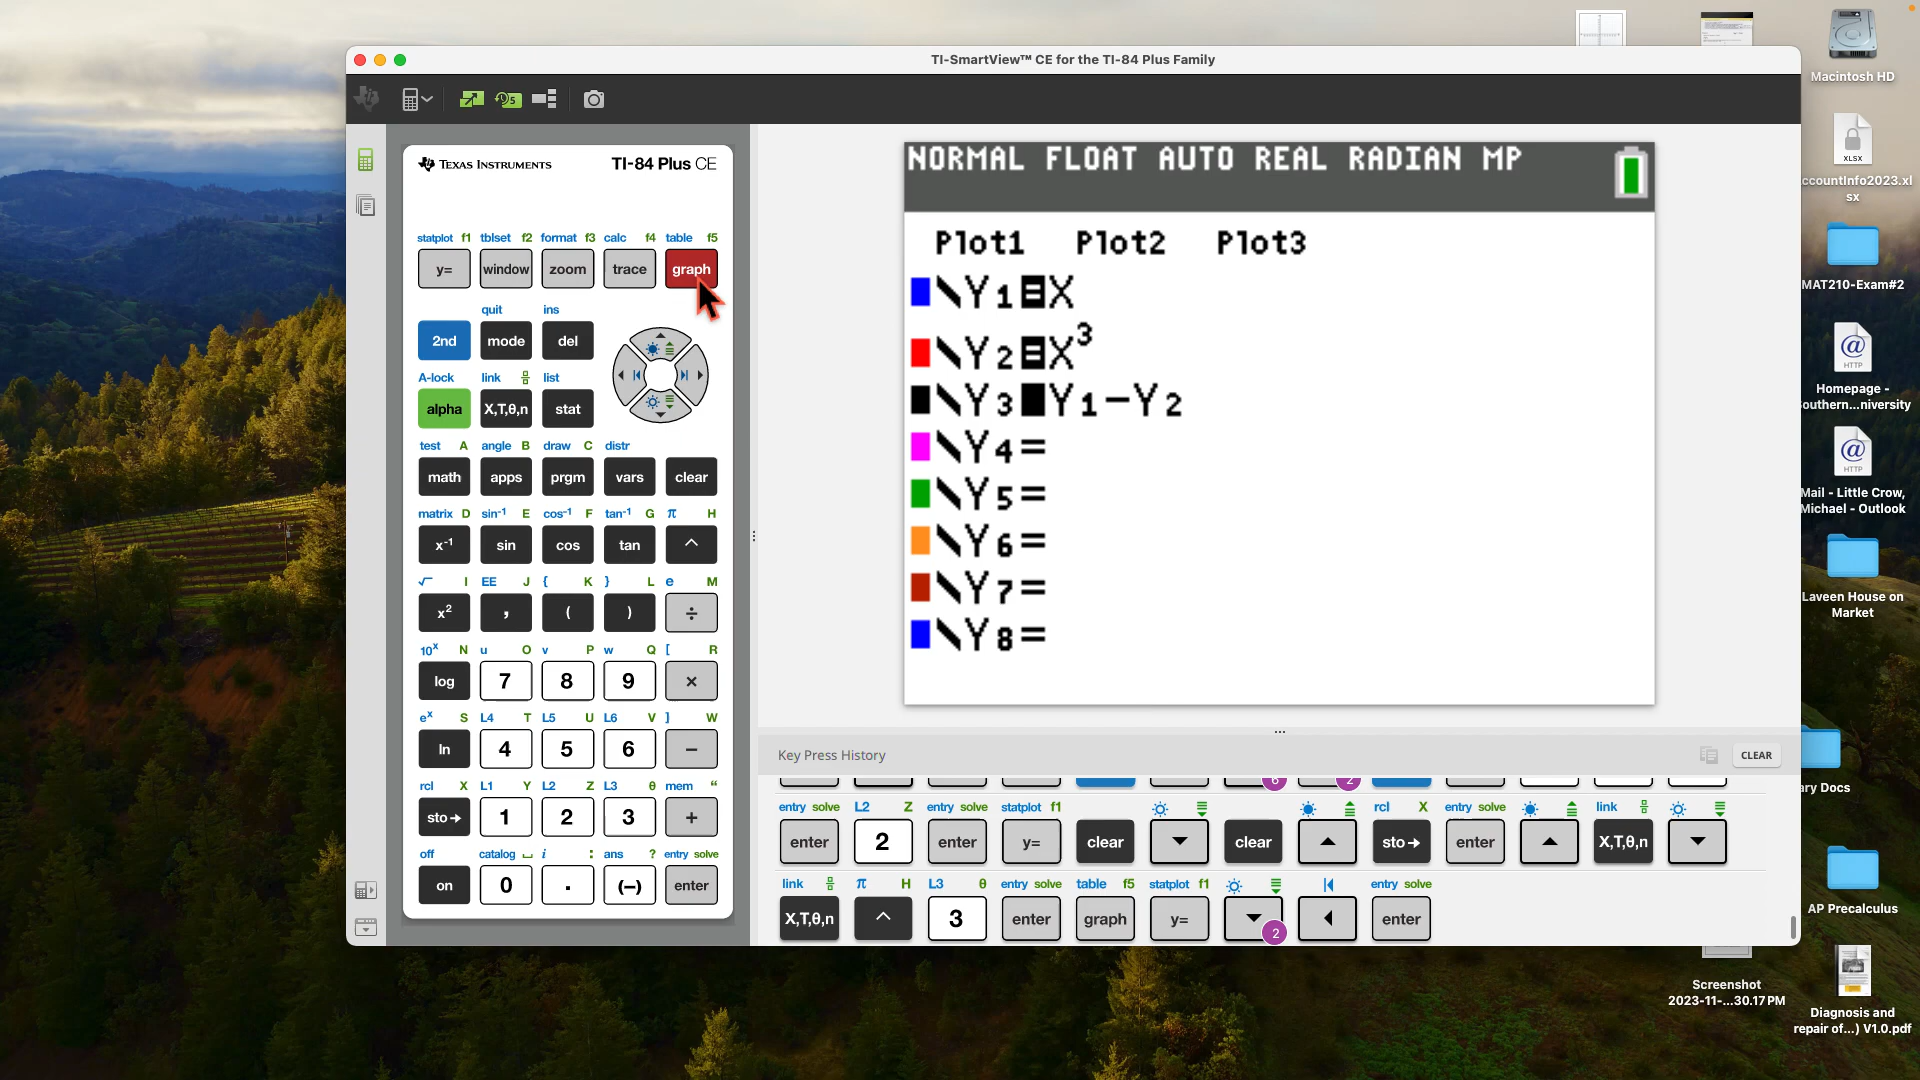 TI-SmartView™ CE for the TI-84 Plus Family
Macintosh HD
XLSX
ccountInfo2023.xl
sx
MAT210-Exam#2
HTTP
Homepage -
outhern...niversity
HTTP
Mail - Little Crow,
Michael - Outlook
Laveen House on
Market
ary Docs
AP Precalculus
Screenshot
2023-11-...30.17 PM
Diagnosis and
repair of...) V1.0.pdf
TEXAS INSTRUMENTS TI-84 Plus CE
statplot f1 tblset f2 format f3 calc f4 table f5
y= window zoom trace graph
quit ins
2nd mode del
A-lock link list
alpha X,T,θ,n stat
test A angle B draw C distr
math apps prgm vars clear
matrix D sin⁻¹ E cos⁻¹ F tan⁻¹ G π H
x⁻¹ sin cos tan ^
√ I EE J { K } L e M
x² , ( ) ÷
10ˣ N u O v P w Q [ R
log 7 8 9 ×
eˣ S L4 T L5 U L6 V ] W
ln 4 5 6 −
rcl X L1 Y L2 Z L3 θ mem "
sto→ 1 2 3 +
off catalog ⎵ i : ans ? entry solve
on 0 . (−) enter
NORMAL FLOAT AUTO REAL RADIAN MP
Plot1 Plot2 Plot3
\Y1=X
\Y2=X³
\Y3=Y1−Y2
\Y4=
\Y5=
\Y6=
\Y7=
\Y8=
Key Press History CLEAR
entry solve L2 Z entry solve statplot f1 rcl X entry solve link
enter 2 enter y= clear clear sto→ enter X,T,θ,n
link π H L3 θ entry solve table f5 statplot f1 entry solve
X,T,θ,n ^ 3 enter graph y= 2 enter